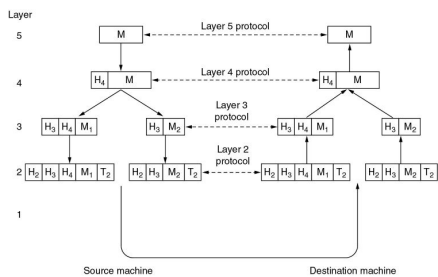 Layer
5
M
Layer 5 protocol
M
4
H4 M
Layer 4 protocol
H4 M
3
H3 H4 M1
H3 M2
Layer 3
protocol
H3 H4 M1
H3 M2
2
H2 H3 H4 M1 T2
H2 H3 M2 T2
Layer 2
protocol
H2 H3 H4 M1 T2
H2 H3 M2 T2
1
Source machine
Destination machine